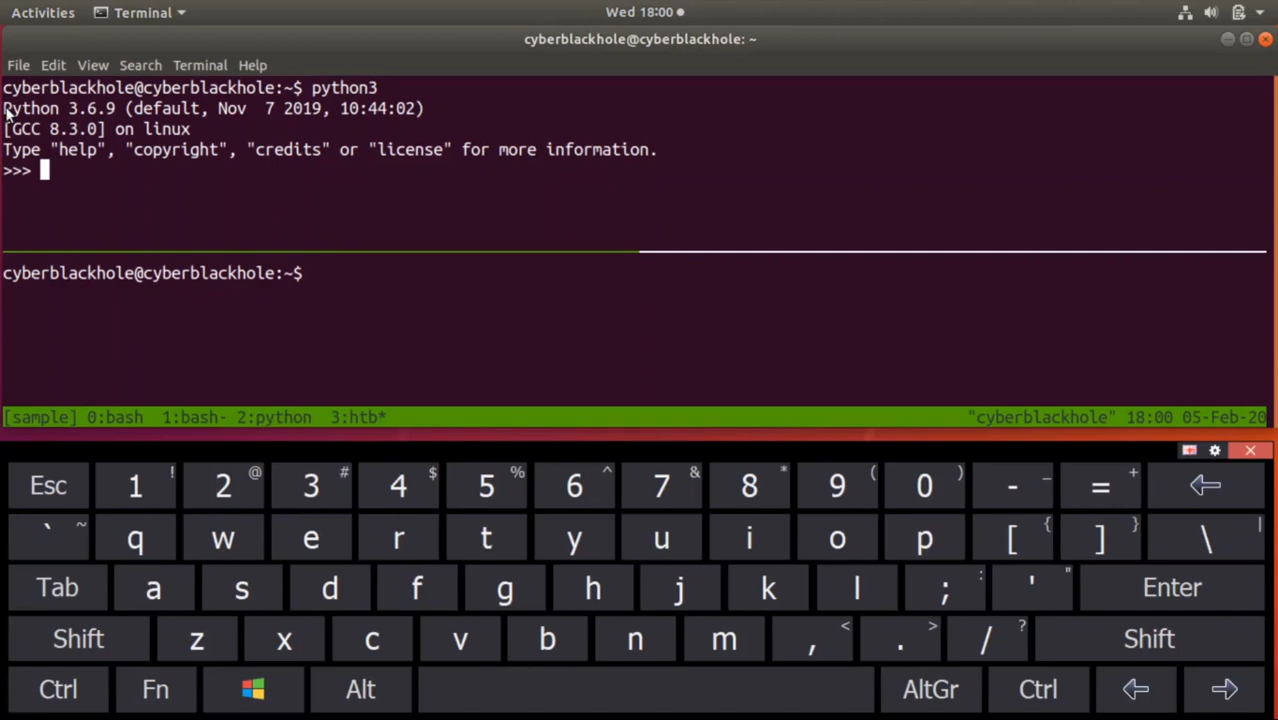 Activities Terminal Wed 18:00
cyberblackhole@cyberblackhole: ~
File Edit View Search Terminal Help
cyberblackhole@cyberblackhole:~$ python3
Python 3.6.9 (default, Nov  7 2019, 10:44:02)
[GCC 8.3.0] on linux
Type "help", "copyright", "credits" or "license" for more information.
>>>
cyberblackhole@cyberblackhole:~$
[sample] 0:bash  1:bash- 2:python  3:htb* "cyberblackhole" 18:00 05-Feb-20
Esc 1 ! 2 @ 3 # 4 $ 5 % 6 ^ 7 & 8 * 9 ( 0 ) - _ = +
` ~ q w e r t y u i o p [ { ] } \ |
Tab a s d f g h j k l ; : ' " Enter
Shift z x c v b n m , < . > / ? Shift
Ctrl Fn Alt AltGr Ctrl